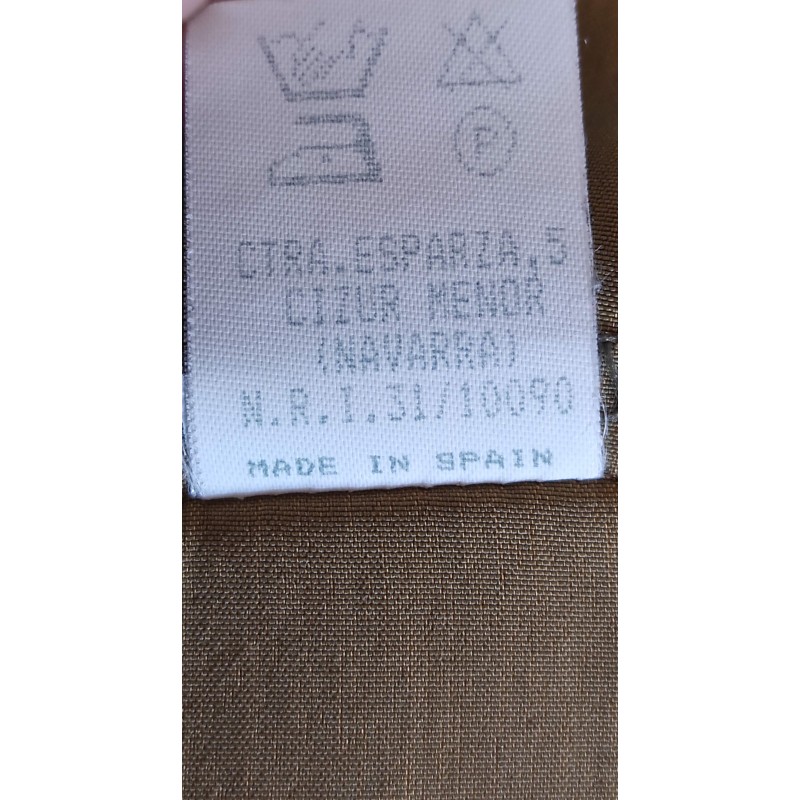 P
CTRA.ESPARZA,5
CIZUR MENOR
(NAVARRA)
N.R.I.31/10090
MADE IN SPAIN